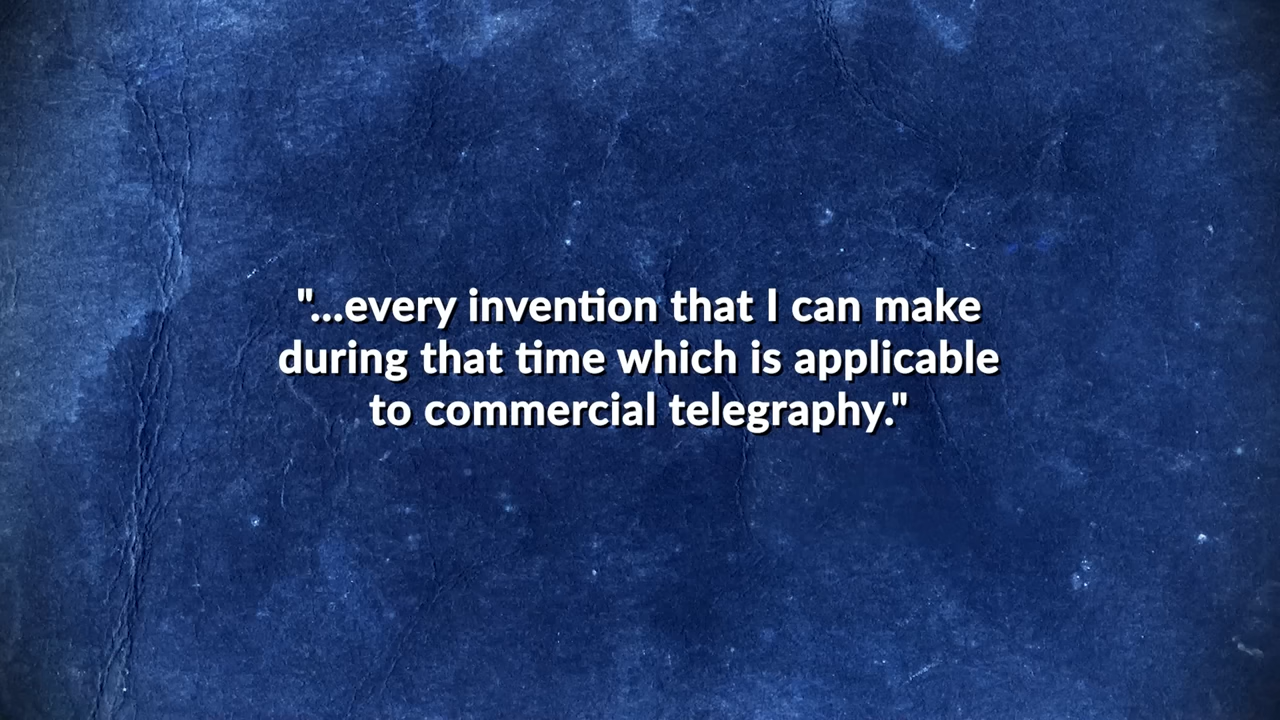 "...every invention that I can make
during that time which is applicable
to commercial telegraphy."